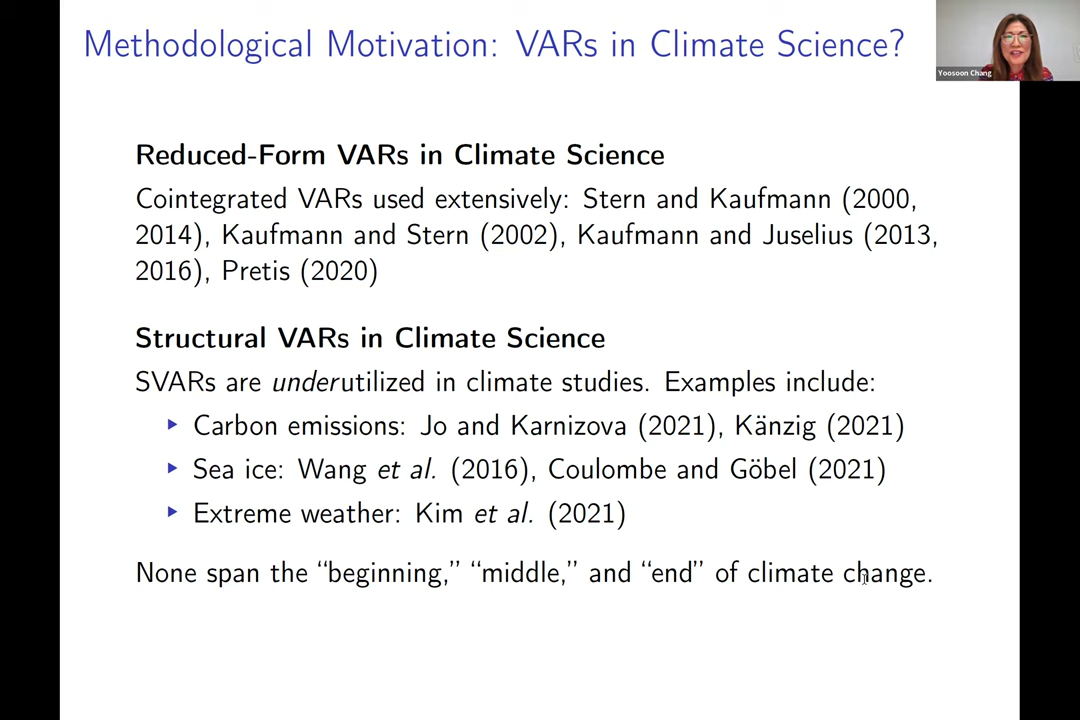 Methodological Motivation: VARs in Climate Science?
Yoosoon Chang
Reduced-Form VARs in Climate Science
Cointegrated VARs used extensively: Stern and Kaufmann (2000,
2014), Kaufmann and Stern (2002), Kaufmann and Juselius (2013,
2016), Pretis (2020)
Structural VARs in Climate Science
SVARs are underutilized in climate studies. Examples include:
Carbon emissions: Jo and Karnizova (2021), Känzig (2021)
Sea ice: Wang et al. (2016), Coulombe and Göbel (2021)
Extreme weather: Kim et al. (2021)
None span the “beginning,” “middle,” and “end” of climate change.